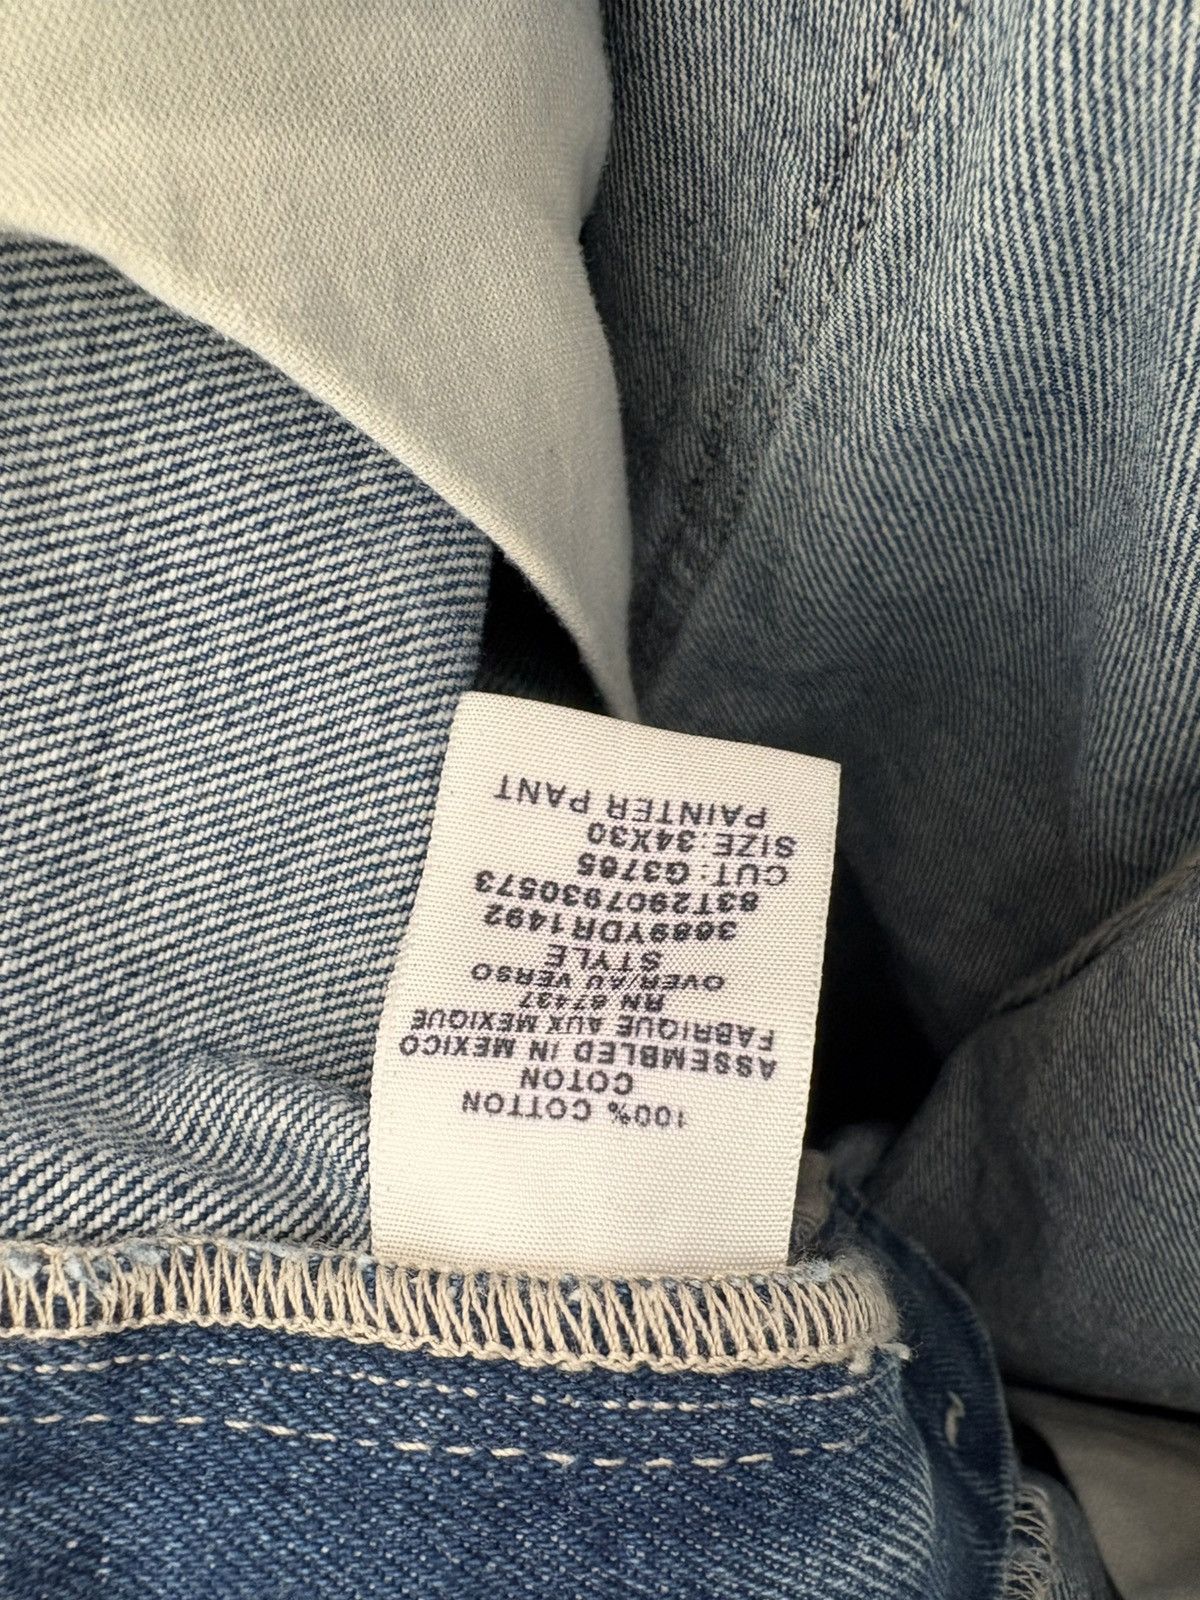 100% COTTON
COTON
ASSEMBLED IN MEXICO
FABRIQUE AUX MEXIQUE
RN 67437
OVER/AU VERSO
STYLE
3689YDR1492
83T2907930573
CUT: G3765
SIZE:34X30
PAINTER PANT